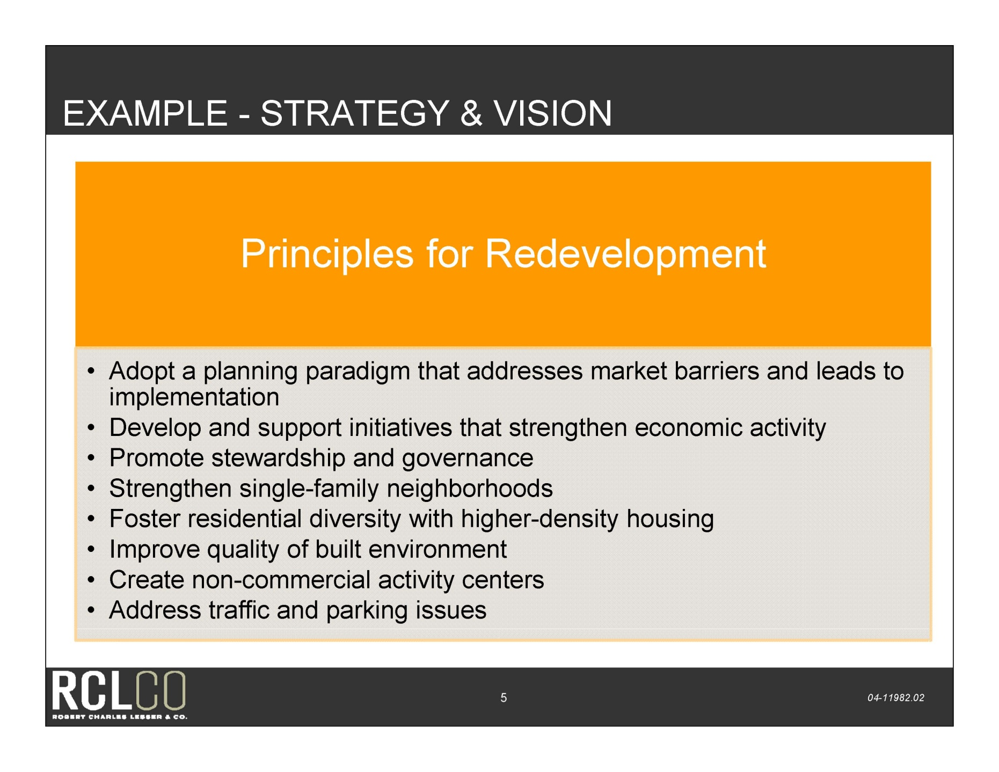 EXAMPLE - STRATEGY & VISION
Principles for Redevelopment
• Adopt a planning paradigm that addresses market barriers and leads to
implementation
• Develop and support initiatives that strengthen economic activity
• Promote stewardship and governance
• Strengthen single-family neighborhoods
• Foster residential diversity with higher-density housing
• Improve quality of built environment
• Create non-commercial activity centers
• Address traffic and parking issues
RCLCO
ROBERT CHARLES LESSER & CO.
5
04-11982.02